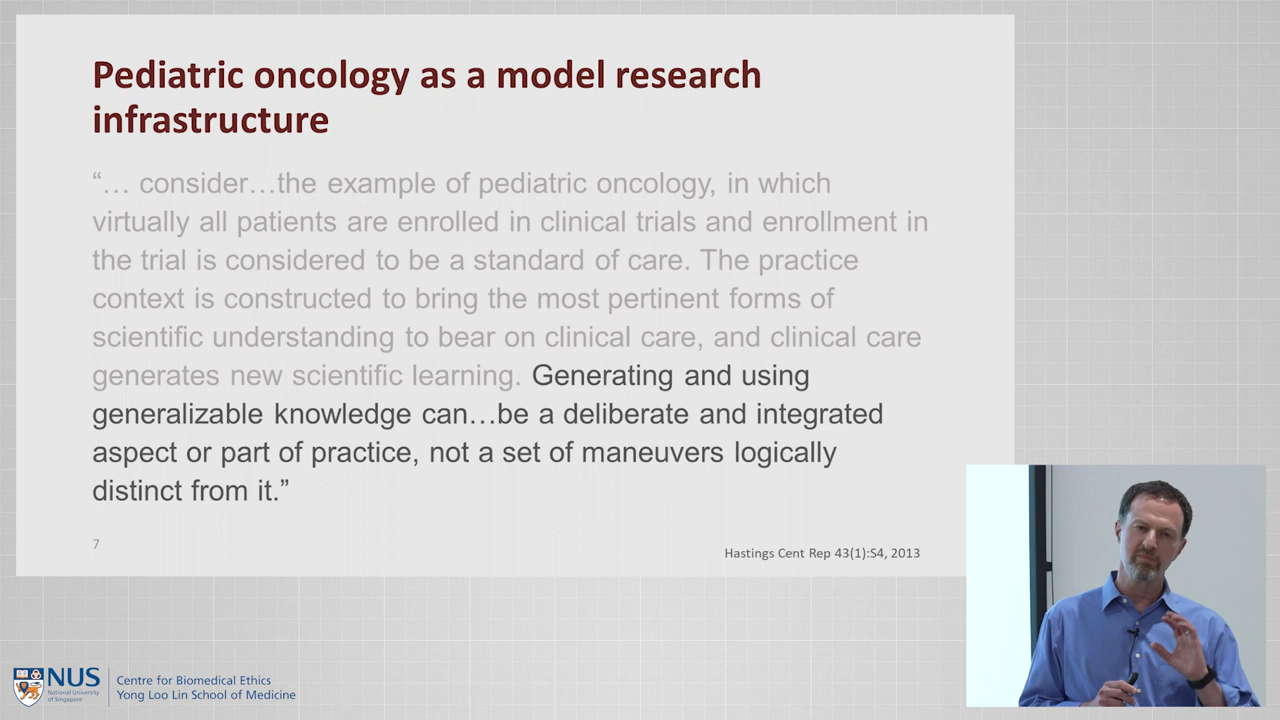 Pediatric oncology as a model research
infrastructure
“… consider…the example of pediatric oncology, in which
virtually all patients are enrolled in clinical trials and enrollment in
the trial is considered to be a standard of care. The practice
context is constructed to bring the most pertinent forms of
scientific understanding to bear on clinical care, and clinical care
generates new scientific learning. Generating and using
generalizable knowledge can…be a deliberate and integrated
aspect or part of practice, not a set of maneuvers logically
distinct from it.”
7
Hastings Cent Rep 43(1):S4, 2013
NUS
National University
of Singapore
Centre for Biomedical Ethics
Yong Loo Lin School of Medicine